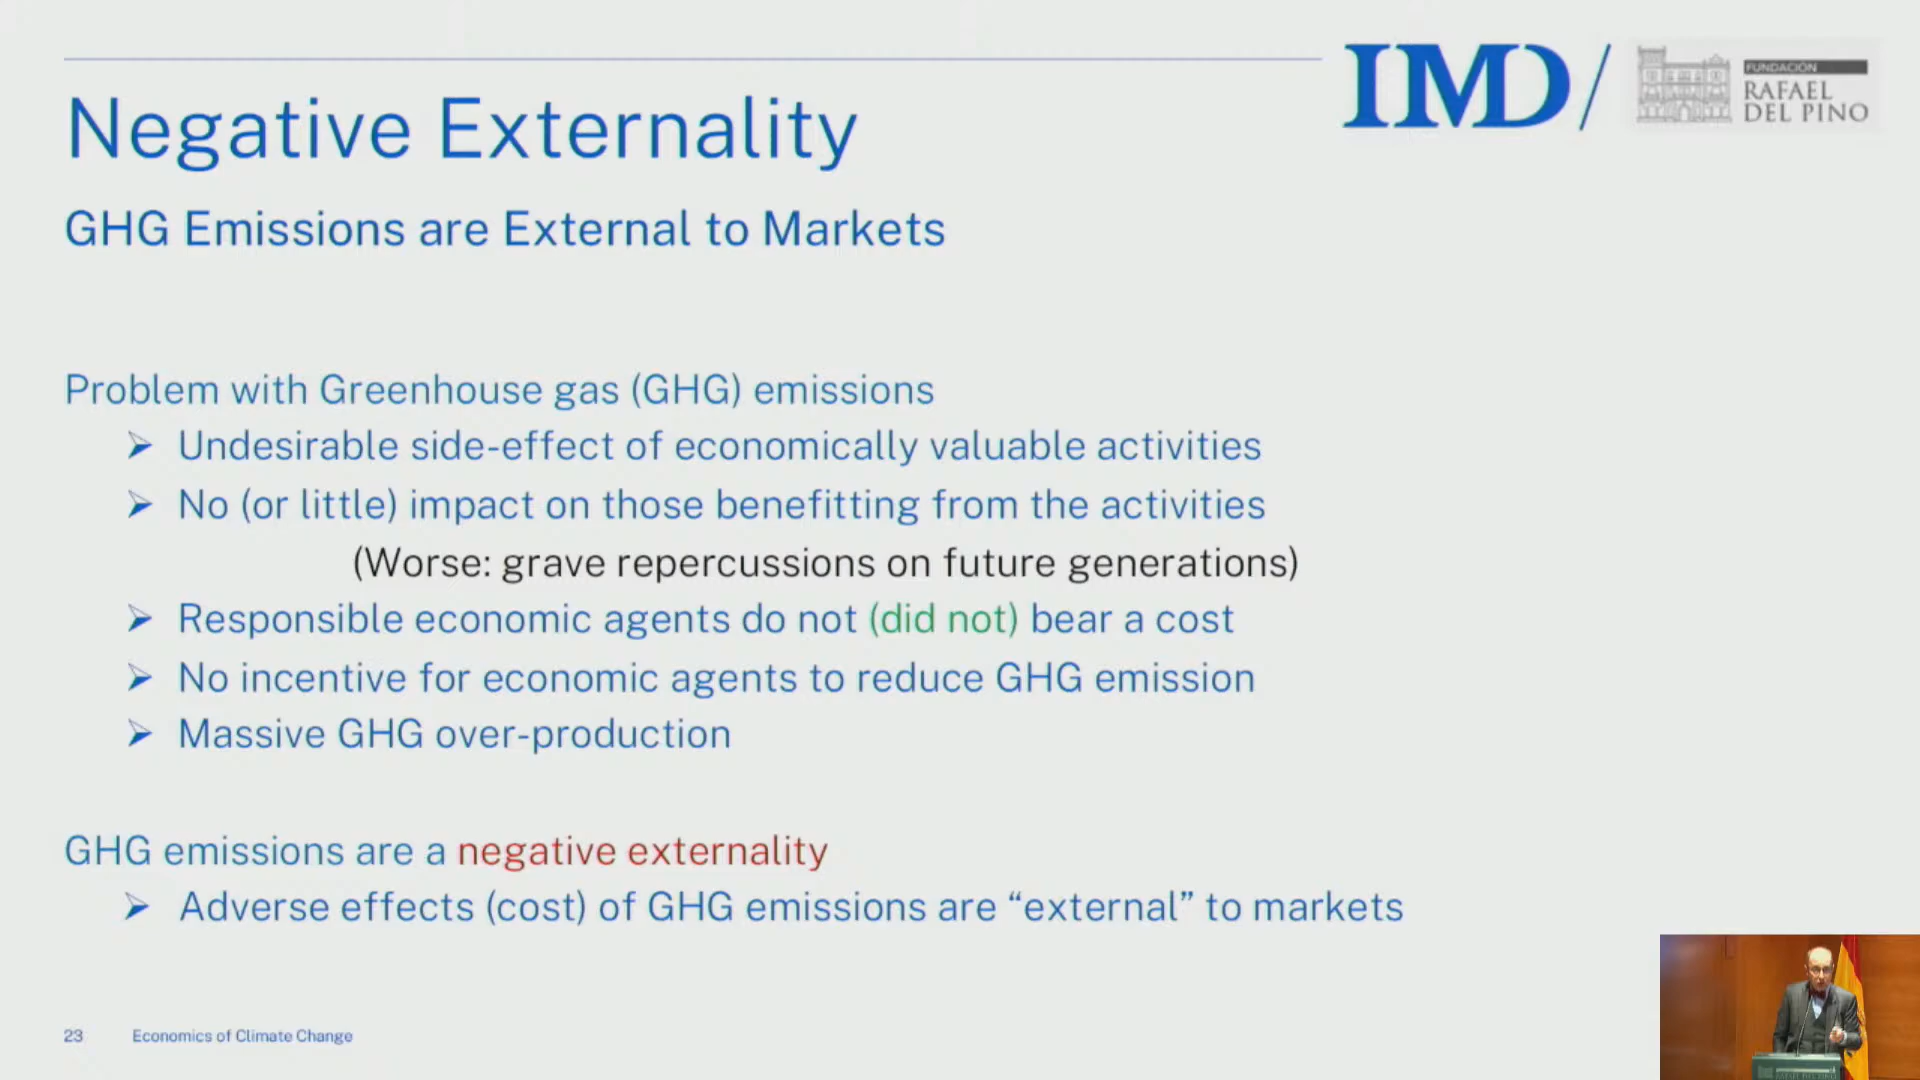 IMD
FUNDACIÓN
RAFAEL
DEL PINO
Negative Externality
GHG Emissions are External to Markets
Problem with Greenhouse gas (GHG) emissions
➢ Undesirable side-effect of economically valuable activities
➢ No (or little) impact on those benefitting from the activities
(Worse: grave repercussions on future generations)
➢ Responsible economic agents do not (did not) bear a cost
➢ No incentive for economic agents to reduce GHG emission
➢ Massive GHG over-production
GHG emissions are a negative externality
➢ Adverse effects (cost) of GHG emissions are “external” to markets
23 Economics of Climate Change
RAFAEL DEL PINO